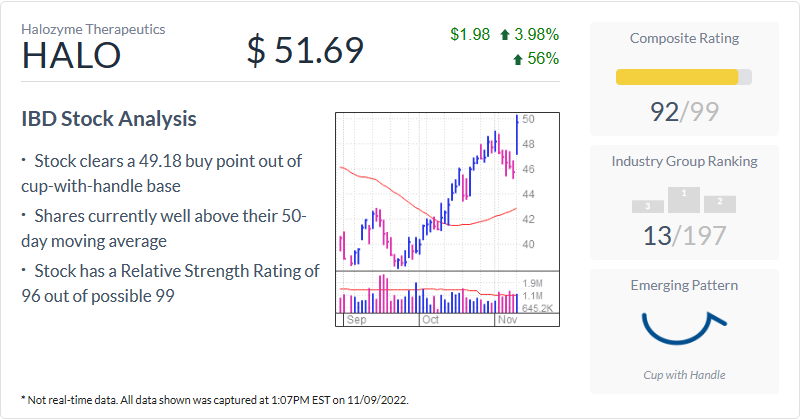 Halozyme Therapeutics
HALO
$ 51.69
$1.98 3.98%
56%
IBD Stock Analysis
· Stock clears a 49.18 buy point out of
cup-with-handle base
· Shares currently well above their 50-
day moving average
· Stock has a Relative Strength Rating of
96 out of possible 99
50
48
46
44
42
40
1.9M
1.1M
645.2K
Sep Oct Nov
Composite Rating
92/99
Industry Group Ranking
3 1 2
13/197
Emerging Pattern
Cup with Handle
* Not real-time data. All data shown was captured at 1:07PM EST on 11/09/2022.